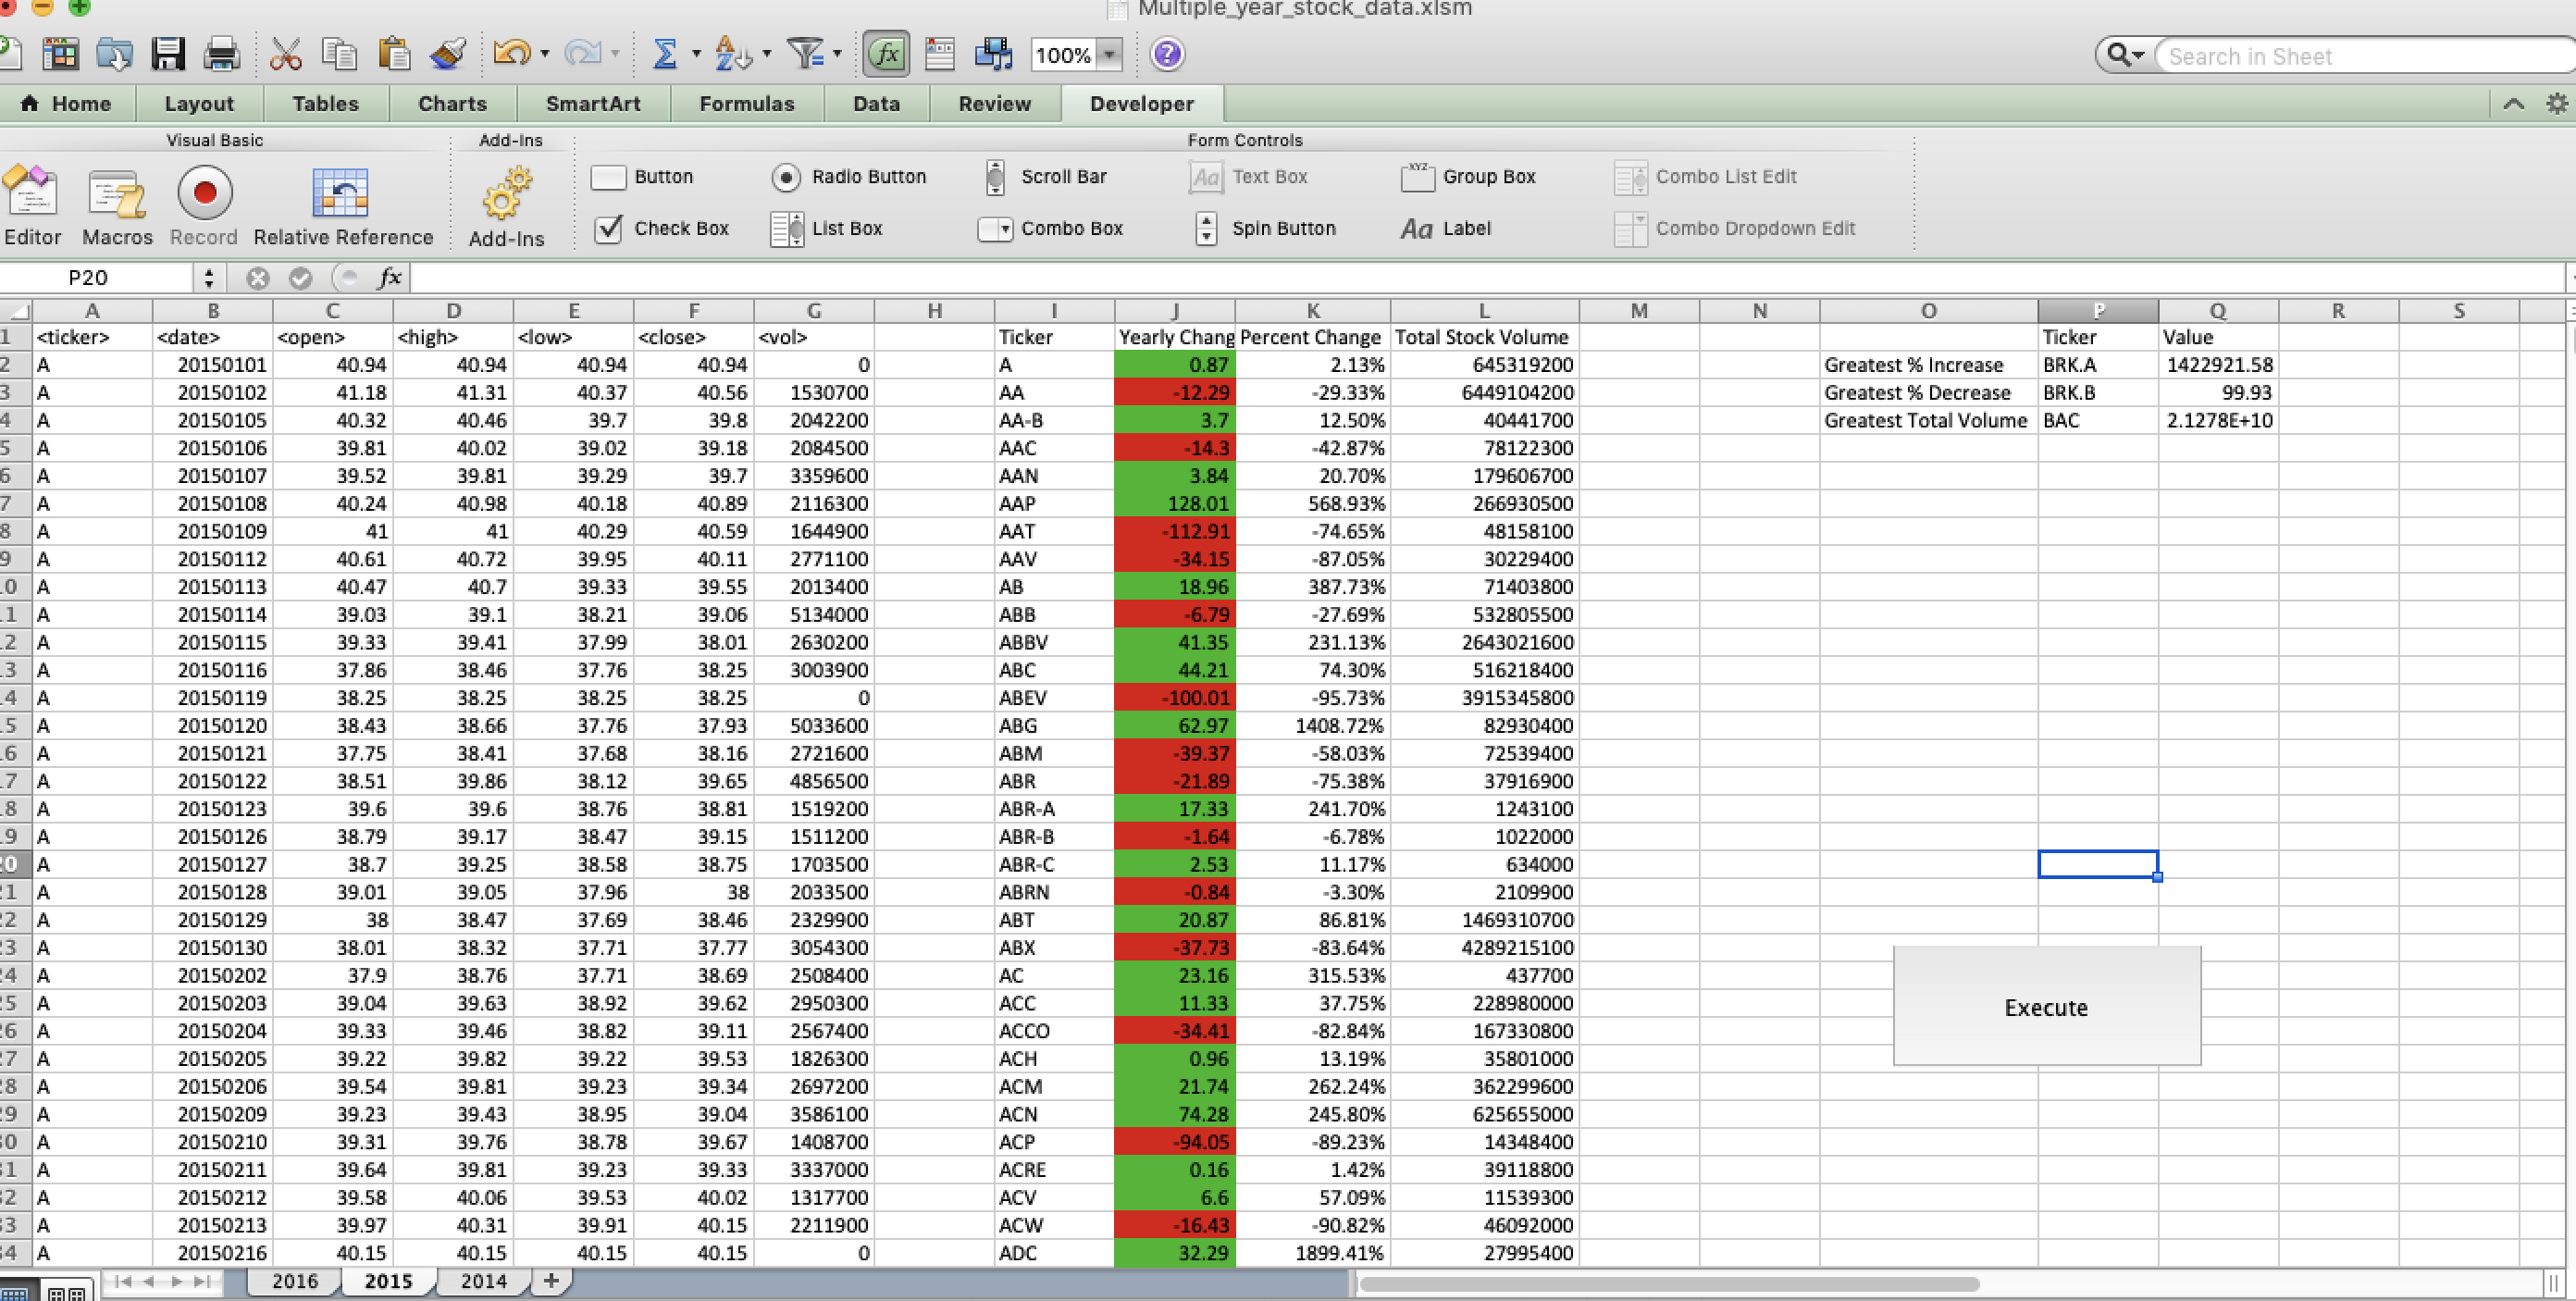 Multiple_year_stock_data.xlsm
100% Search in Sheet
Home Layout Tables Charts SmartArt Formulas Data Review Developer
Visual Basic Add-Ins Form Controls
Button Radio Button Scroll Bar Text Box Group Box Combo List Edit
Editor Macros Record Relative Reference Add-Ins Check Box List Box Combo Box Spin Button Label Combo Dropdown Edit
P20 fx
A B C D E F G H I J K L M N O P Q R S
1 <ticker> <date> <open> <high> <low> <close> <vol> Ticker Yearly Chang Percent Change Total Stock Volume Ticker Value
2 A 20150101 40.94 40.94 40.94 40.94 0 A 0.87 2.13% 645319200 Greatest % Increase BRK.A 1422921.58
3 A 20150102 41.18 41.31 40.37 40.56 1530700 AA -12.29 -29.33% 6449104200 Greatest % Decrease BRK.B 99.93
4 A 20150105 40.32 40.46 39.7 39.8 2042200 AA-B 3.7 12.50% 40441700 Greatest Total Volume BAC 2.1278E+10
5 A 20150106 39.81 40.02 39.02 39.18 2084500 AAC -14.3 -42.87% 78122300
6 A 20150107 39.52 39.81 39.29 39.7 3359600 AAN 3.84 20.70% 179606700
7 A 20150108 40.24 40.98 40.18 40.89 2116300 AAP 128.01 568.93% 266930500
8 A 20150109 41 41 40.29 40.59 1644900 AAT -112.91 -74.65% 48158100
9 A 20150112 40.61 40.72 39.95 40.11 2771100 AAV -34.15 -87.05% 30229400
0 A 20150113 40.47 40.7 39.33 39.55 2013400 AB 18.96 387.73% 71403800
1 A 20150114 39.03 39.1 38.21 39.06 5134000 ABB -6.79 -27.69% 532805500
2 A 20150115 39.33 39.41 37.99 38.01 2630200 ABBV 41.35 231.13% 2643021600
3 A 20150116 37.86 38.46 37.76 38.25 3003900 ABC 44.21 74.30% 516218400
4 A 20150119 38.25 38.25 38.25 38.25 0 ABEV -100.01 -95.73% 3915345800
5 A 20150120 38.43 38.66 37.76 37.93 5033600 ABG 62.97 1408.72% 82930400
6 A 20150121 37.75 38.41 37.68 38.16 2721600 ABM -39.37 -58.03% 72539400
7 A 20150122 38.51 39.86 38.12 39.65 4856500 ABR -21.89 -75.38% 37916900
8 A 20150123 39.6 39.6 38.76 38.81 1519200 ABR-A 17.33 241.70% 1243100
9 A 20150126 38.79 39.17 38.47 39.15 1511200 ABR-B -1.64 -6.78% 1022000
0 A 20150127 38.7 39.25 38.58 38.75 1703500 ABR-C 2.53 11.17% 634000
1 A 20150128 39.01 39.05 37.96 38 2033500 ABRN -0.84 -3.30% 2109900
2 A 20150129 38 38.47 37.69 38.46 2329900 ABT 20.87 86.81% 1469310700
3 A 20150130 38.01 38.32 37.71 37.77 3054300 ABX -37.73 -83.64% 4289215100
4 A 20150202 37.9 38.76 37.71 38.69 2508400 AC 23.16 315.53% 437700
5 A 20150203 39.04 39.63 38.92 39.62 2950300 ACC 11.33 37.75% 228980000
Execute
6 A 20150204 39.33 39.46 38.82 39.11 2567400 ACCO -34.41 -82.84% 167330800
7 A 20150205 39.22 39.82 39.22 39.53 1826300 ACH 0.96 13.19% 35801000
8 A 20150206 39.54 39.81 39.23 39.34 2697200 ACM 21.74 262.24% 362299600
9 A 20150209 39.23 39.43 38.95 39.04 3586100 ACN 74.28 245.80% 625655000
0 A 20150210 39.31 39.76 38.78 39.67 1408700 ACP -94.05 -89.23% 14348400
1 A 20150211 39.64 39.81 39.23 39.33 3337000 ACRE 0.16 1.42% 39118800
2 A 20150212 39.58 40.06 39.53 40.02 1317700 ACV 6.6 57.09% 11539300
3 A 20150213 39.97 40.31 39.91 40.15 2211900 ACW -16.43 -90.82% 46092000
4 A 20150216 40.15 40.15 40.15 40.15 0 ADC 32.29 1899.41% 27995400
2016 2015 2014